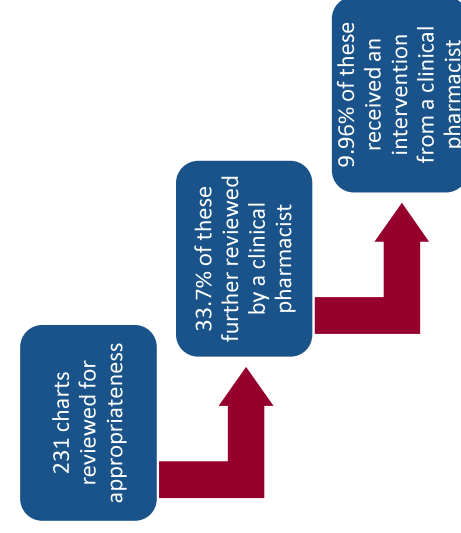 231 charts
reviewed for
appropriateness
33.7% of these
further reviewed
by a clinical
pharmacist
9.96% of these
received an
intervention
from a clinical
pharmacist